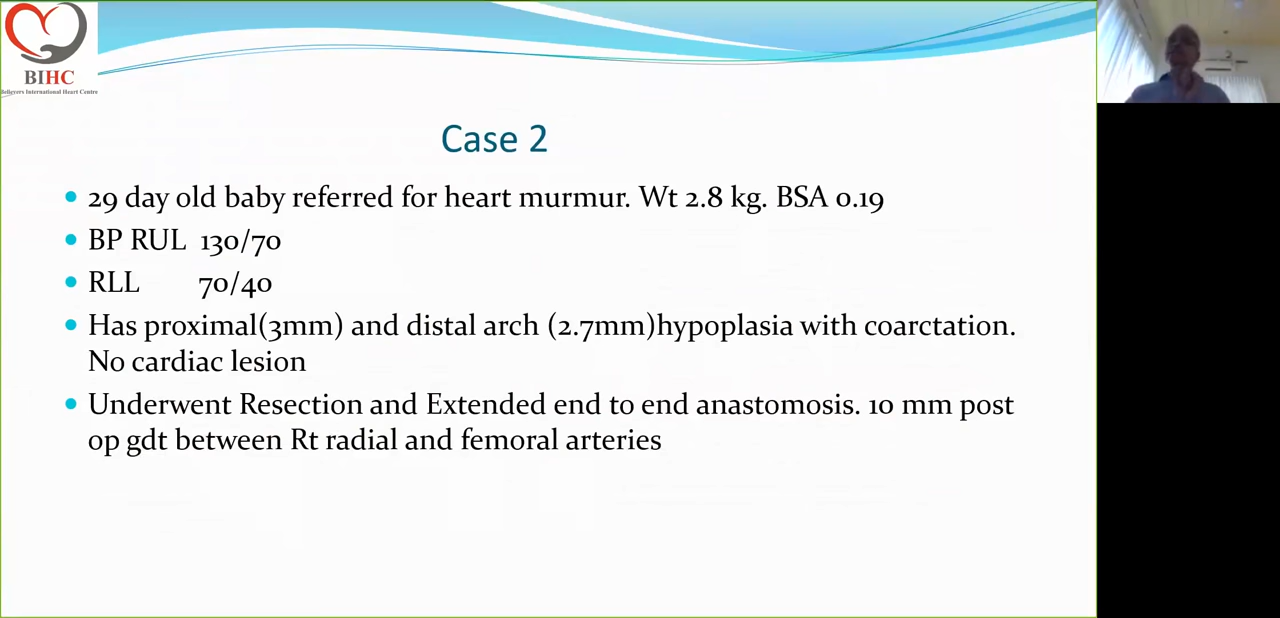 BIHC
Believers International Heart Centre
Case 2
29 day old baby referred for heart murmur. Wt 2.8 kg. BSA 0.19
BP RUL 130/70
RLL 70/40
Has proximal(3mm) and distal arch (2.7mm)hypoplasia with coarctation.
No cardiac lesion
Underwent Resection and Extended end to end anastomosis. 10 mm post
op gdt between Rt radial and femoral arteries